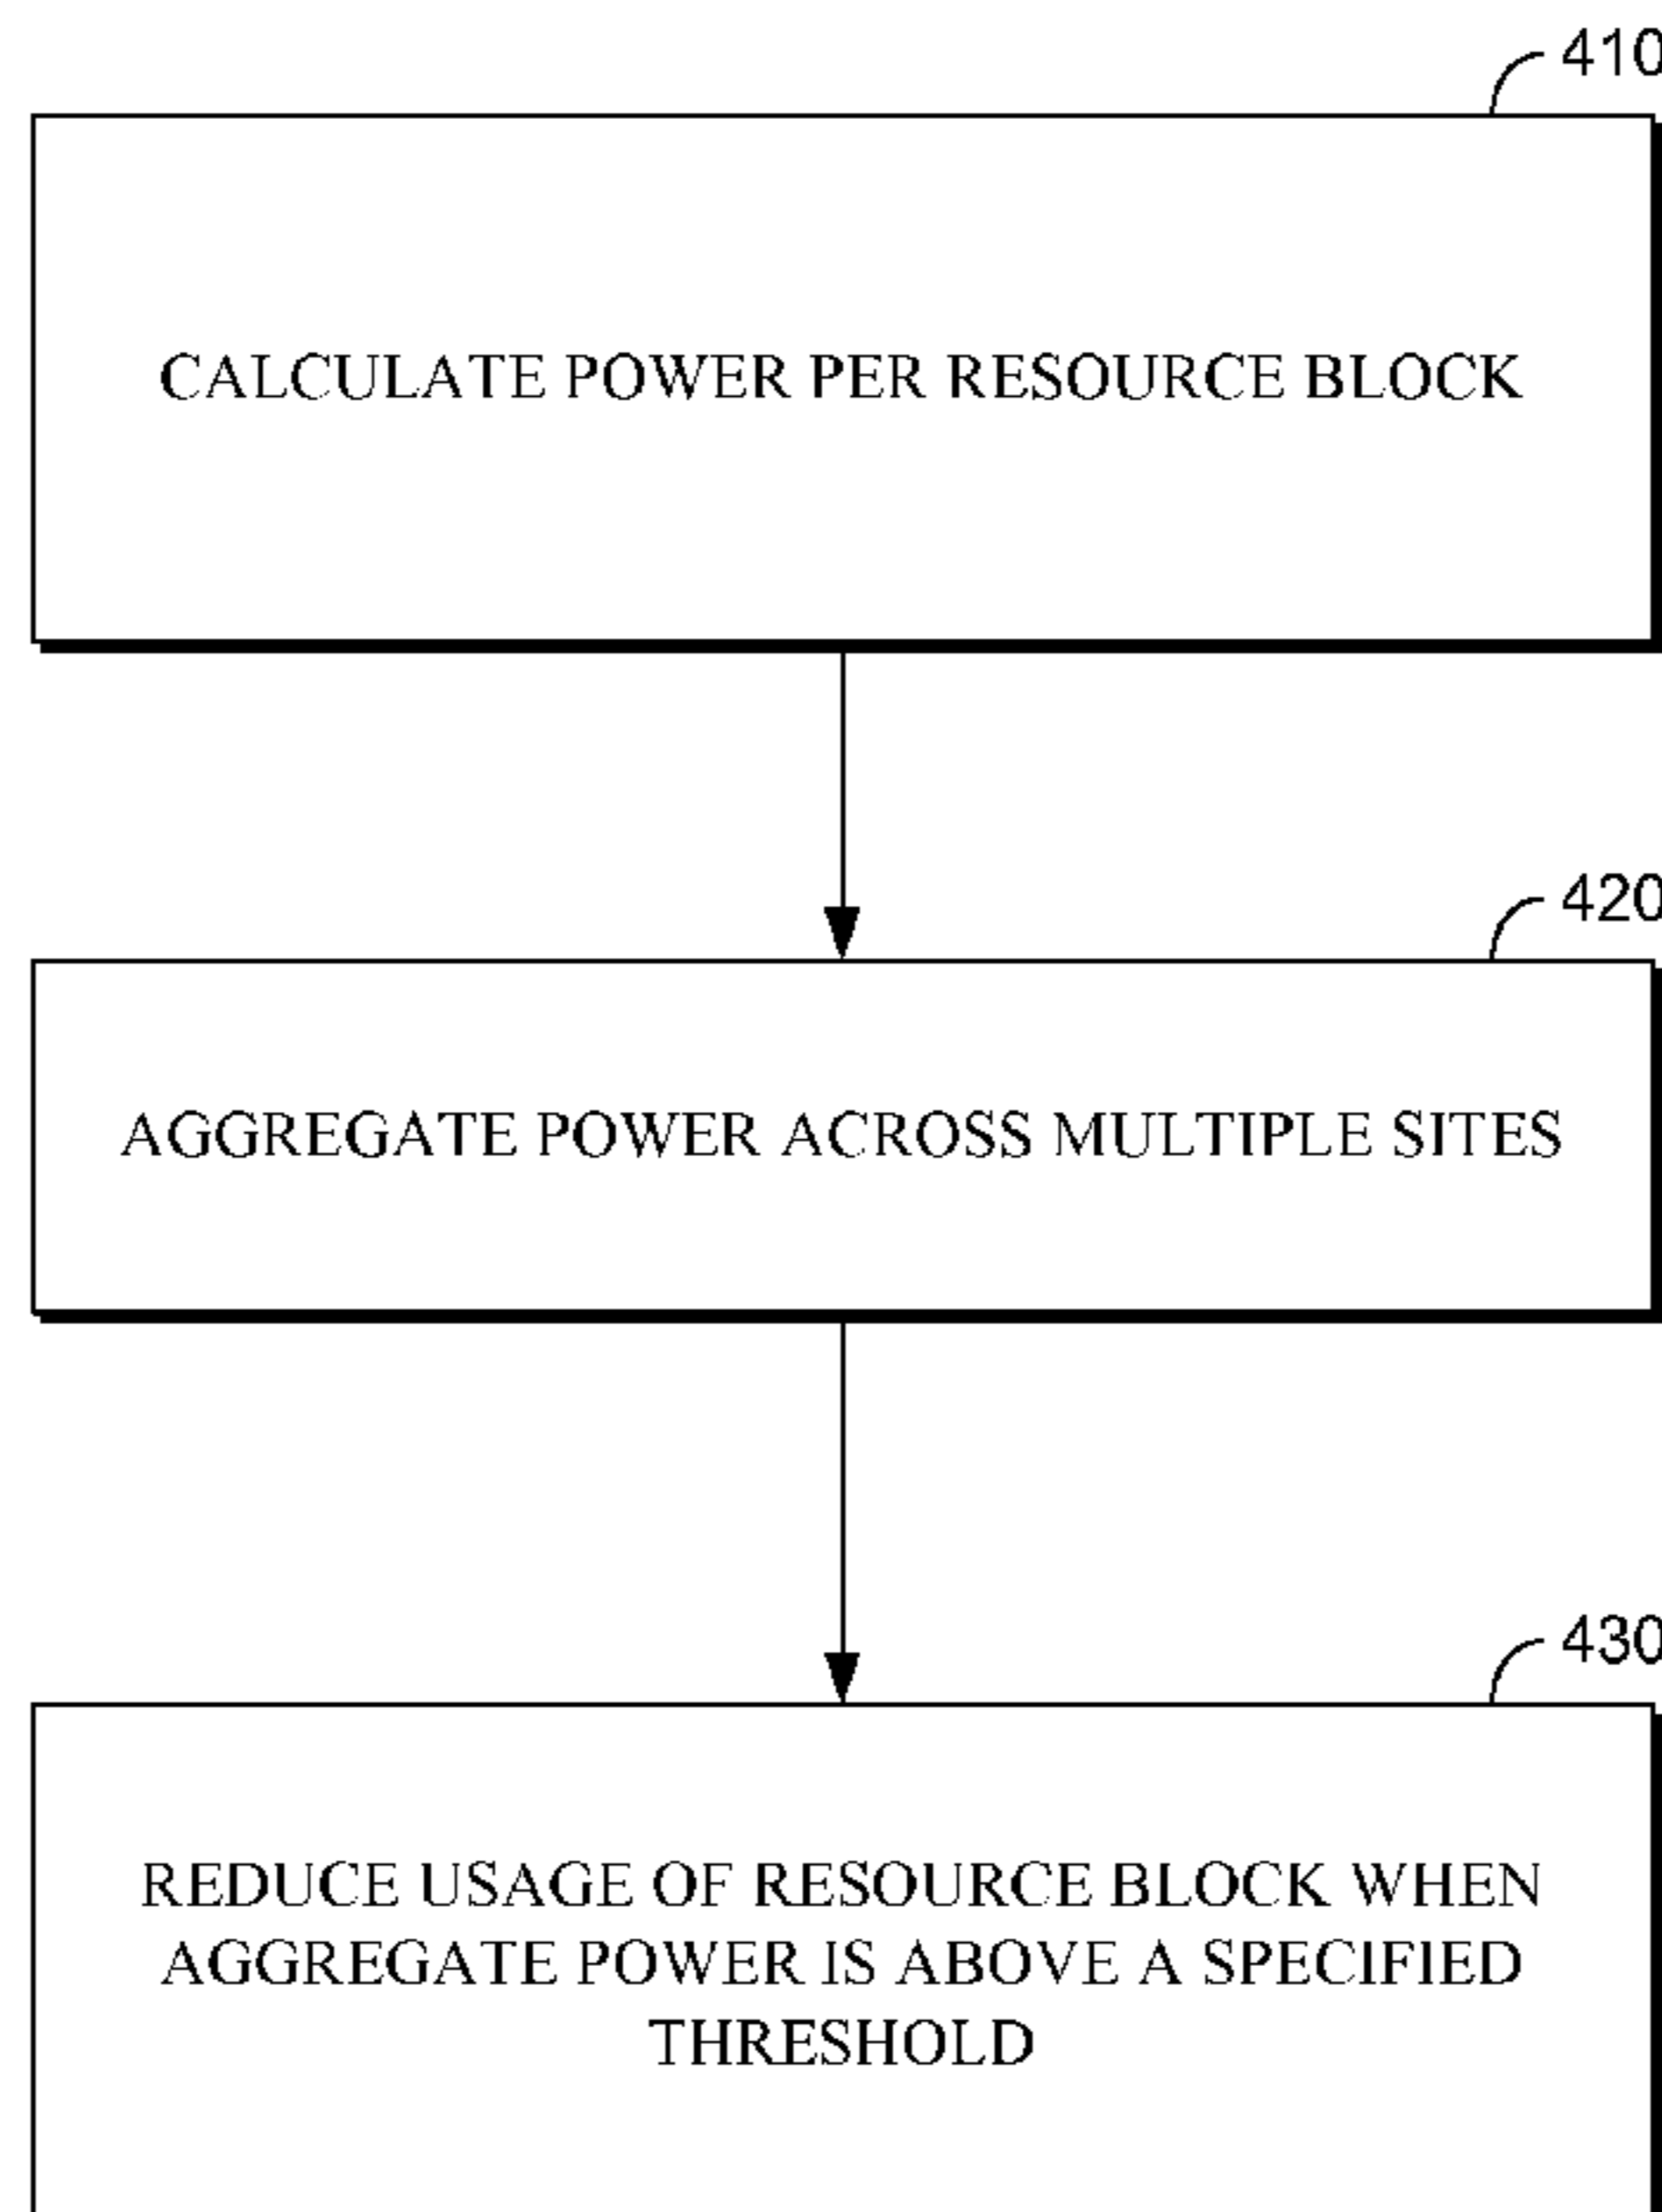 410
CALCULATE POWER PER RESOURCE BLOCK
420
AGGREGATE POWER ACROSS MULTIPLE SITES
430
REDUCE USAGE OF RESOURCE BLOCK WHEN
AGGREGATE POWER IS ABOVE A SPECIFIED
THRESHOLD